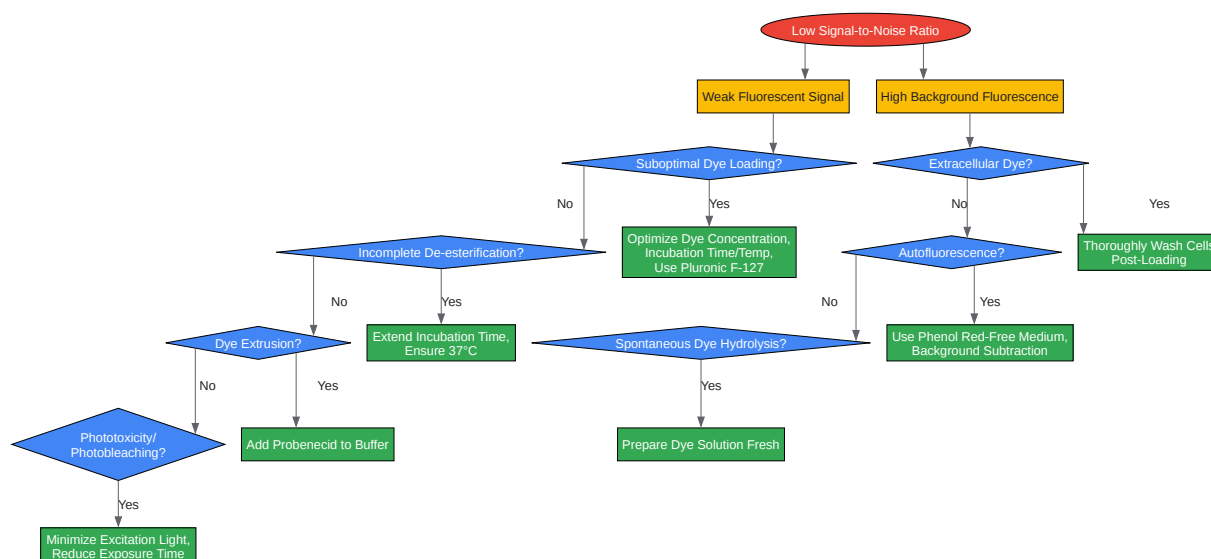 Low Signal-to-Noise Ratio
Weak Fluorescent Signal
High Background Fluorescence
Suboptimal Dye Loading?
Extracellular Dye?
No
Yes
No
Yes
Optimize Dye Concentration,
Incubation Time/Temp,
Use Pluronic F-127
Thoroughly Wash Cells
Post-Loading
Incomplete De-esterification?
Autofluorescence?
No
Yes
No
Yes
Dye Extrusion?
Extend Incubation Time,
Ensure 37°C
Spontaneous Dye Hydrolysis?
Use Phenol Red-Free Medium,
Background Subtraction
No
Yes
Yes
Phototoxicity/
Photobleaching?
Add Probenecid to Buffer
Prepare Dye Solution Fresh
Yes
Minimize Excitation Light,
Reduce Exposure Time